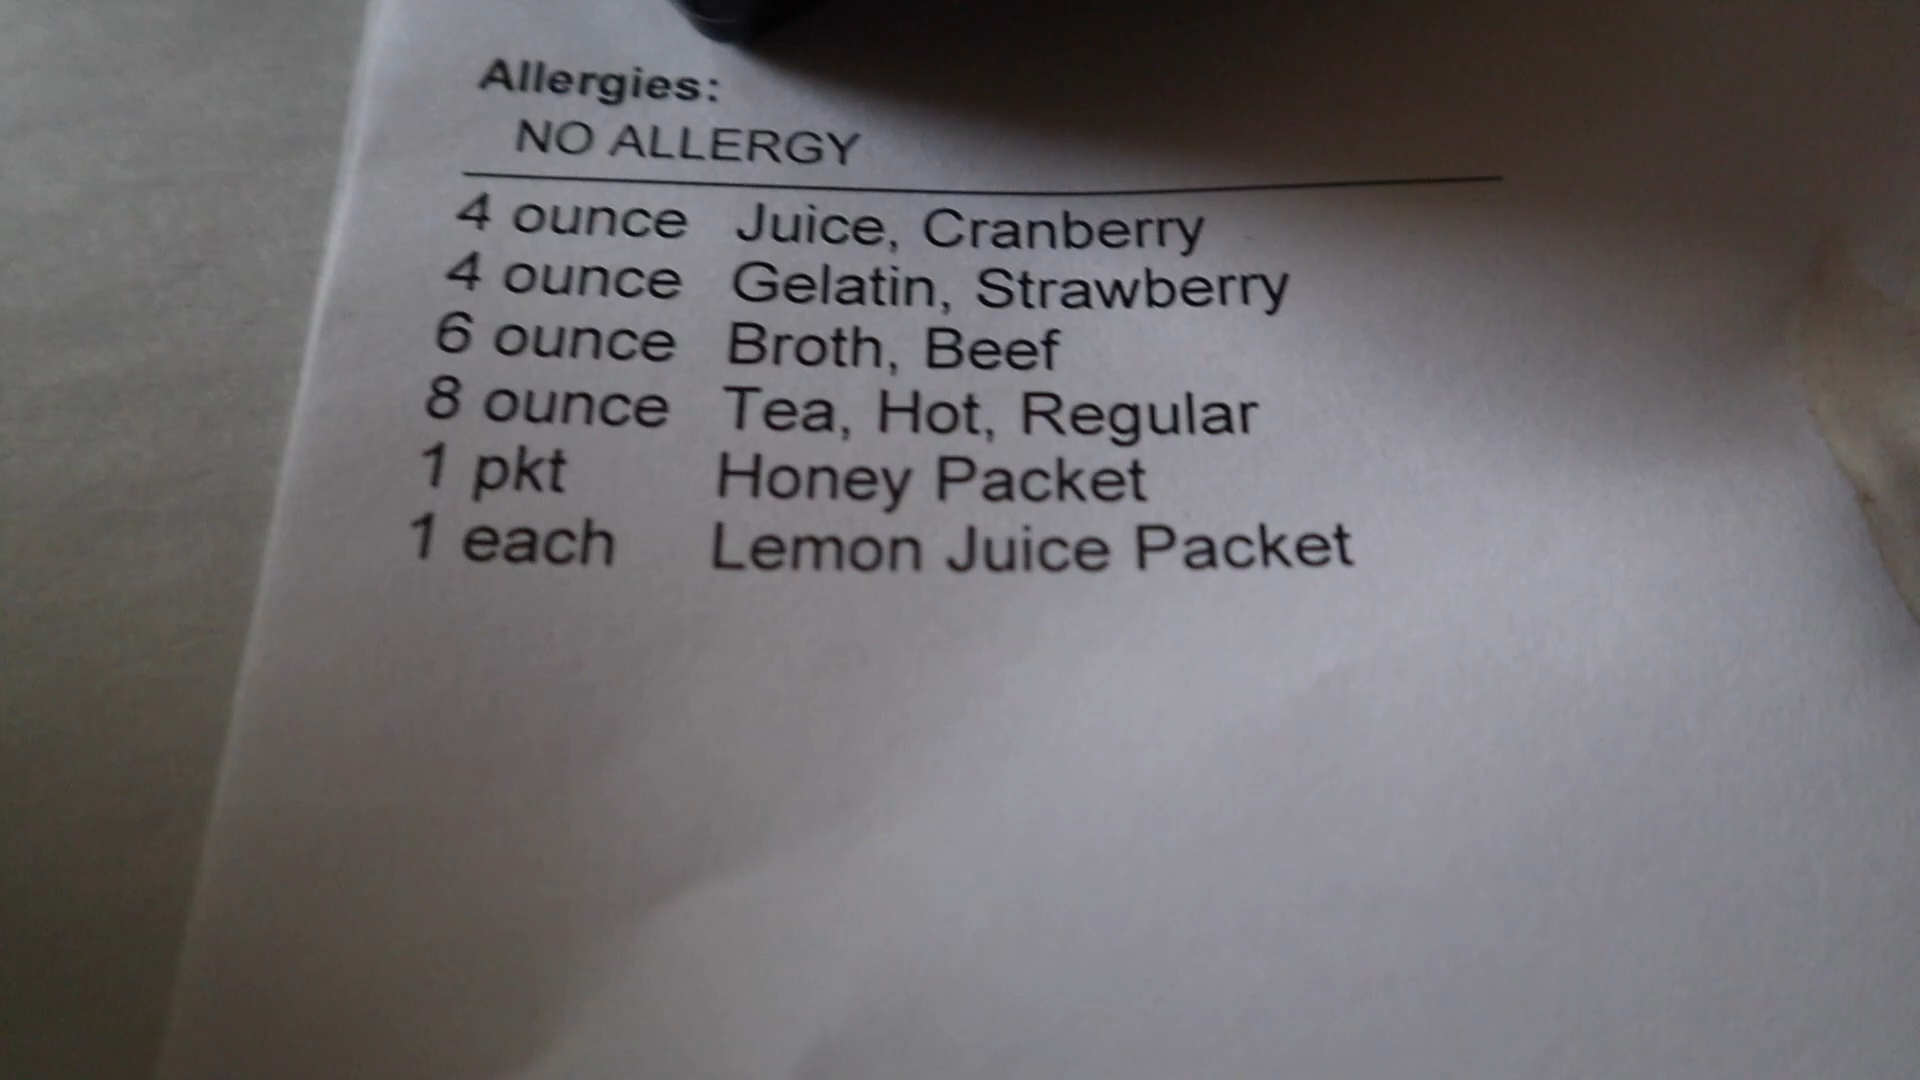 Allergies:
NO ALLERGY
4 ounce Juice, Cranberry
4 ounce Gelatin, Strawberry
6 ounce Broth, Beef
8 ounce Tea, Hot, Regular
1 pkt Honey Packet
1 each Lemon Juice Packet